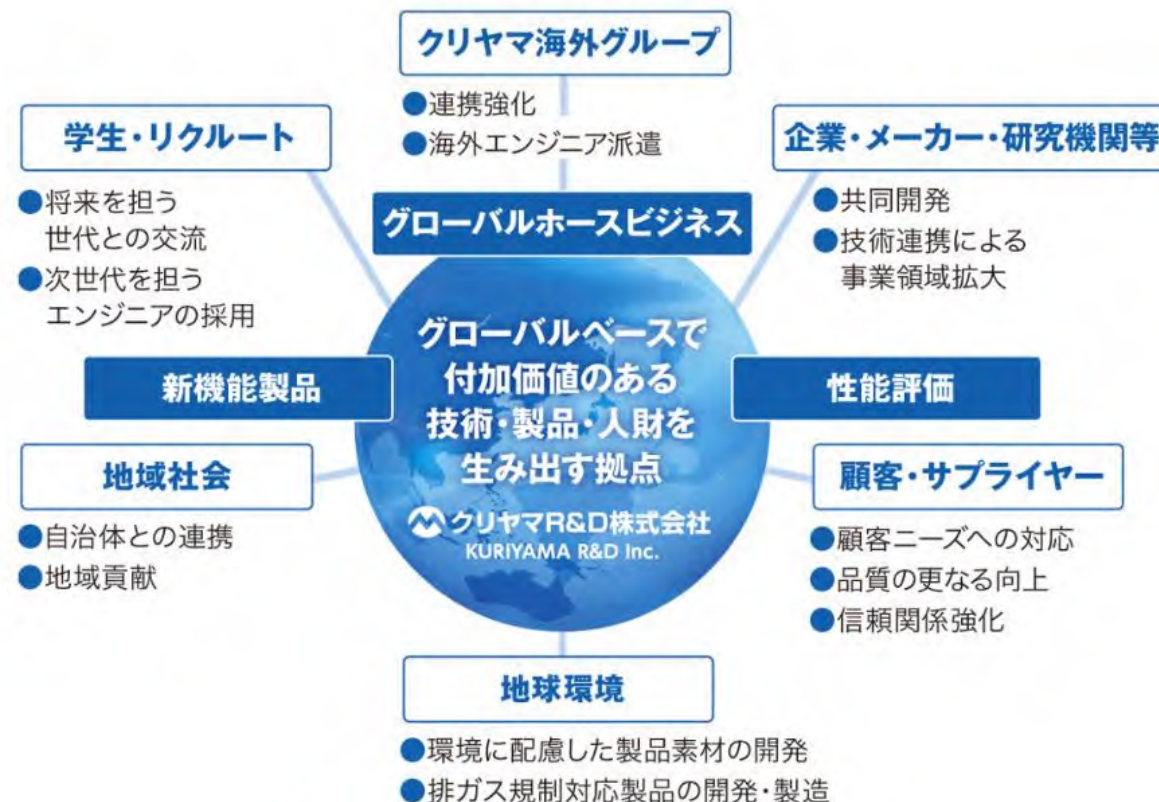 クリヤマ海外グループ
●連携強化
●海外エンジニア派遣
学生・リクルート
●将来を担う
世代との交流
●次世代を担う
エンジニアの採用
企業・メーカー・研究機関等
●共同開発
●技術連携による
事業領域拡大
グローバルホースビジネス
グローバルベースで
付加価値のある
技術・製品・人財を
生み出す拠点
クリヤマR&D株式会社
KURIYAMA R&D Inc.
新機能製品
性能評価
地域社会
●自治体との連携
●地域貢献
顧客・サプライヤー
●顧客ニーズへの対応
●品質の更なる向上
●信頼関係強化
地球環境
●環境に配慮した製品素材の開発
●排ガス規制対応製品の開発・製造